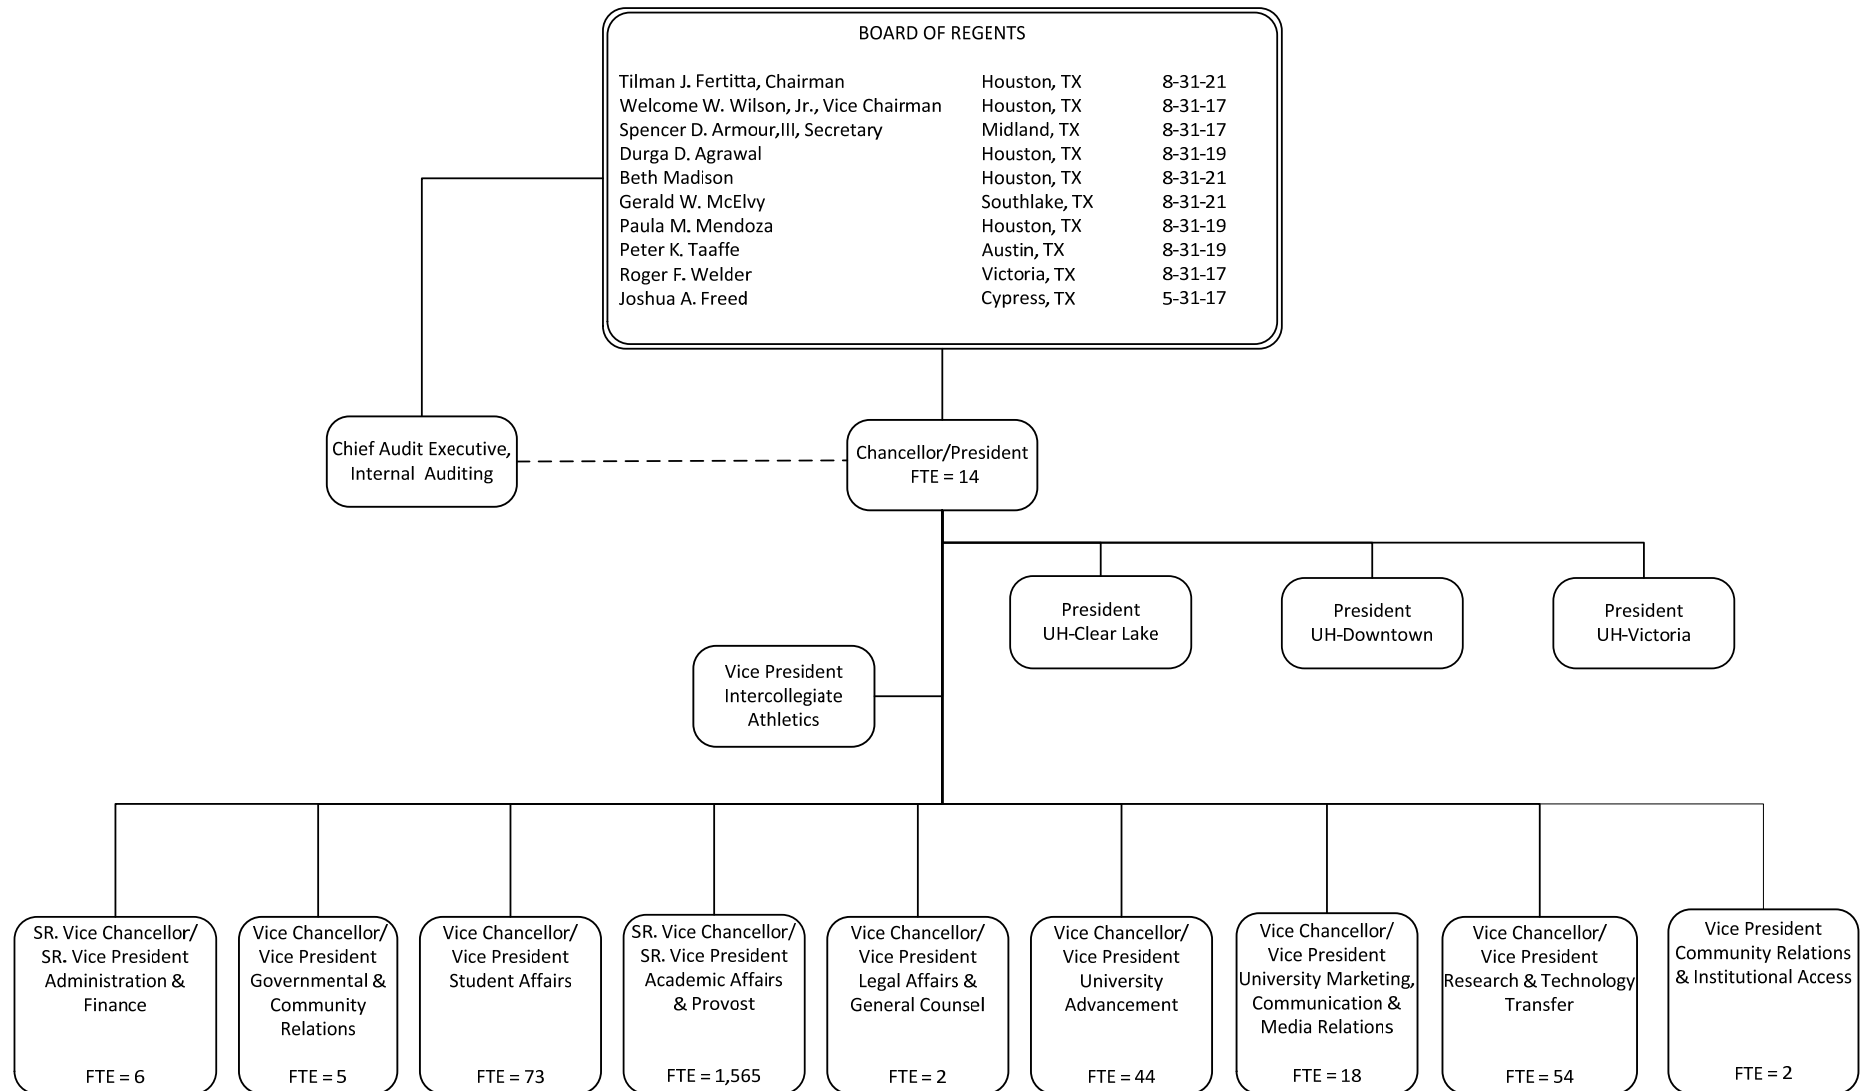 BOARD OF REGENTS
Tilman J. Fertitta, Chairman Houston, TX 8-31-21
Welcome W. Wilson, Jr., Vice Chairman Houston, TX 8-31-17
Spencer D. Armour,III, Secretary Midland, TX 8-31-17
Durga D. Agrawal Houston, TX 8-31-19
Beth Madison Houston, TX 8-31-21
Gerald W. McElvy Southlake, TX 8-31-21
Paula M. Mendoza Houston, TX 8-31-19
Peter K. Taaffe Austin, TX 8-31-19
Roger F. Welder Victoria, TX 8-31-17
Joshua A. Freed Cypress, TX 5-31-17
Chief Audit Executive,
Internal Auditing
Chancellor/President
FTE = 14
President
UH-Clear Lake
President
UH-Downtown
President
UH-Victoria
Vice President
Intercollegiate
Athletics
SR. Vice Chancellor/
SR. Vice President
Administration &
Finance
FTE = 6
Vice Chancellor/
Vice President
Governmental &
Community
Relations
FTE = 5
Vice Chancellor/
Vice President
Student Affairs
FTE = 73
SR. Vice Chancellor/
SR. Vice President
Academic Affairs
& Provost
FTE = 1,565
Vice Chancellor/
Vice President
Legal Affairs &
General Counsel
FTE = 2
Vice Chancellor/
Vice President
University
Advancement
FTE = 44
Vice Chancellor/
Vice President
University Marketing,
Communication &
Media Relations
FTE = 18
Vice Chancellor/
Vice President
Research & Technology
Transfer
FTE = 54
Vice President
Community Relations
& Institutional Access
FTE = 2